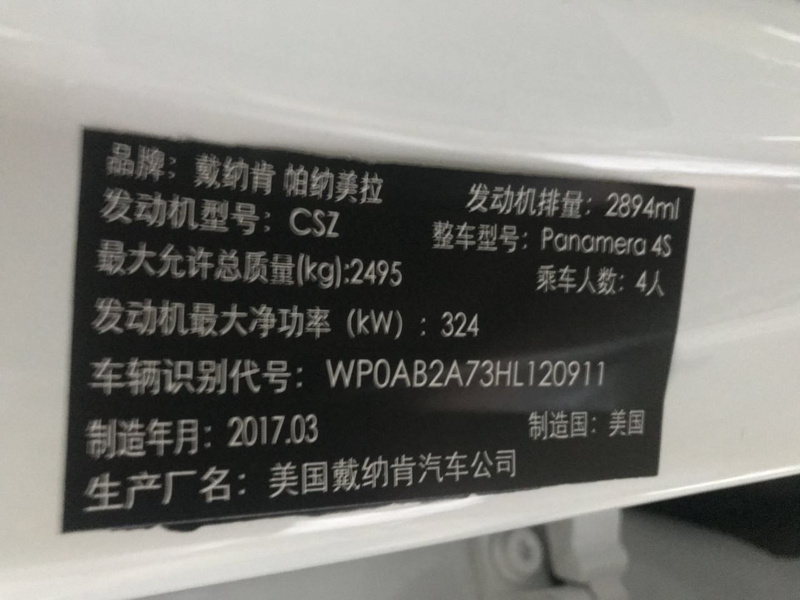 品牌：戴纳肯 帕纳美拉
发动机型号：CSZ 发动机排量：2894ml
最大允许总质量(kg):2495 整车型号：Panamera 4S
发动机最大净功率（kW）：324 乘车人数：4人
车辆识别代号：WP0AB2A73HL120911
制造年月：2017.03 制造国：美国
生产厂名：美国戴纳肯汽车公司